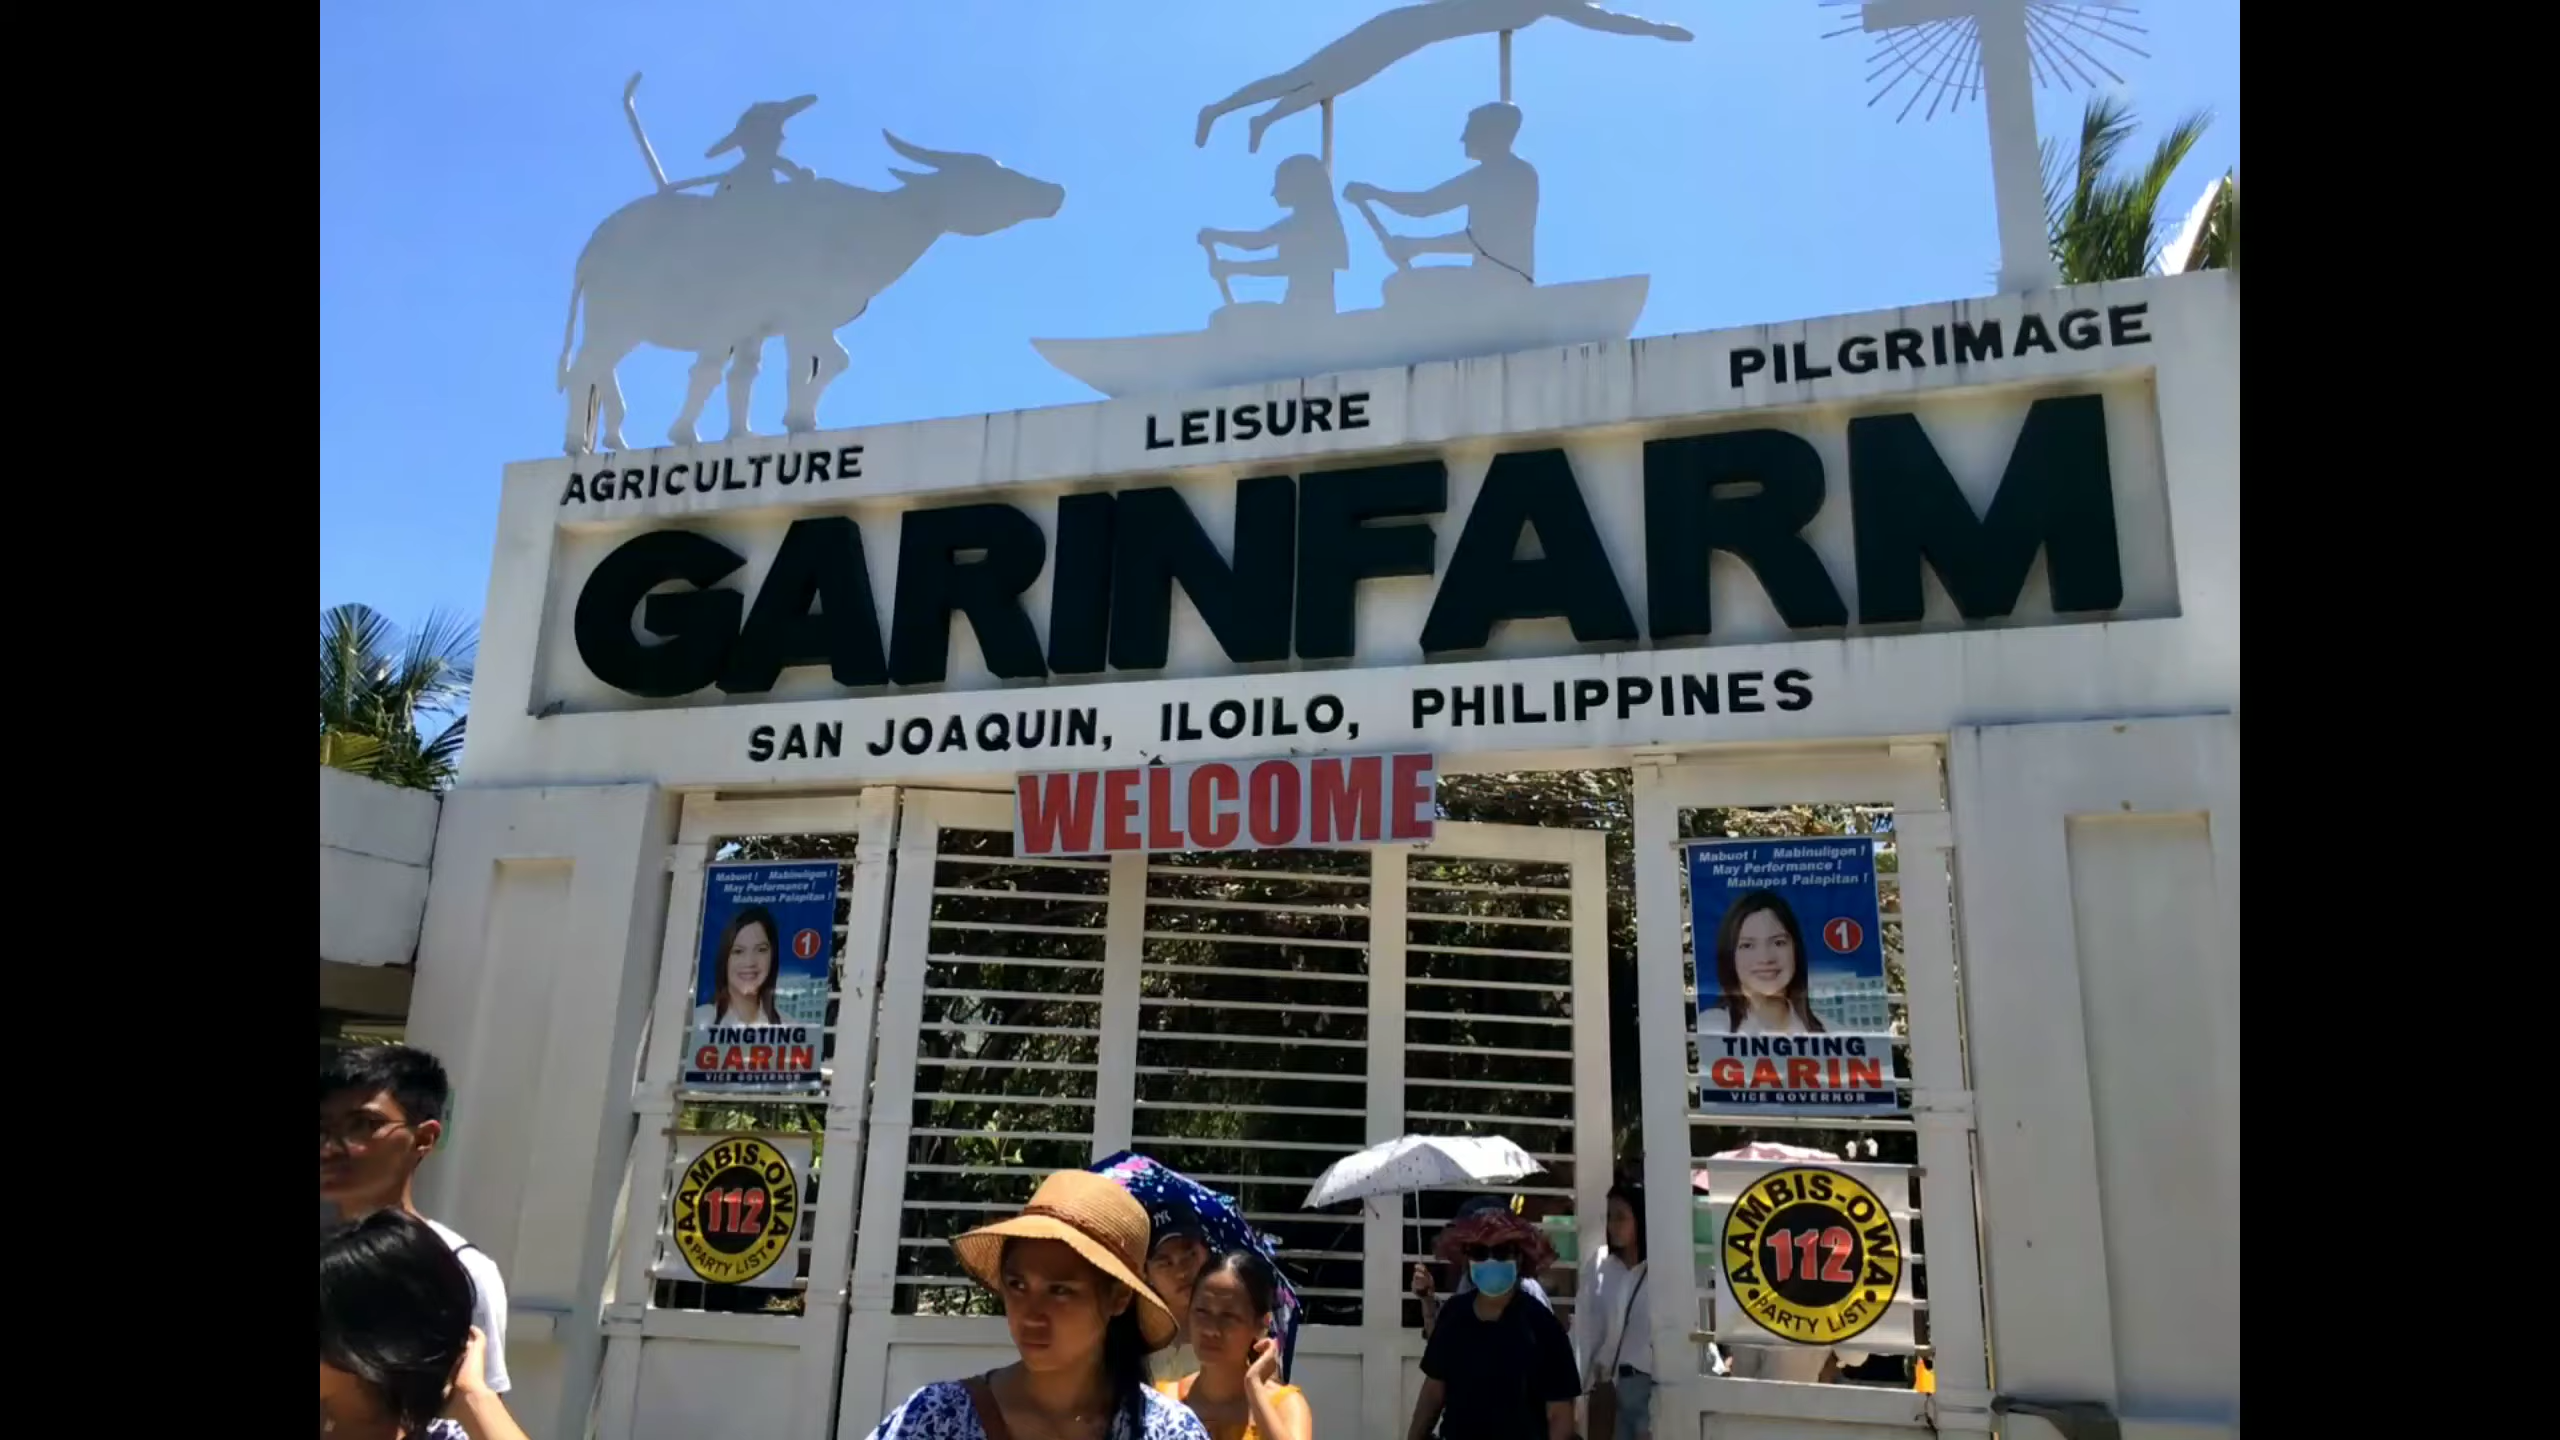 AGRICULTURE
LEISURE
PILGRIMAGE
GARINFARM
SAN JOAQUIN, ILOILO, PHILIPPINES
WELCOME
Mabuot ! Mabinuligon !
May Performance !
Mahapos Palapitan !
1
TINGTING
GARIN
VICE GOVERNOR
AAMBIS-OWA
112
PARTY LIST
Mabuot ! Mabinuligon !
May Performance !
Mahapos Palapitan !
1
TINGTING
GARIN
VICE GOVERNOR
AAMBIS-OWA
112
PARTY LIST